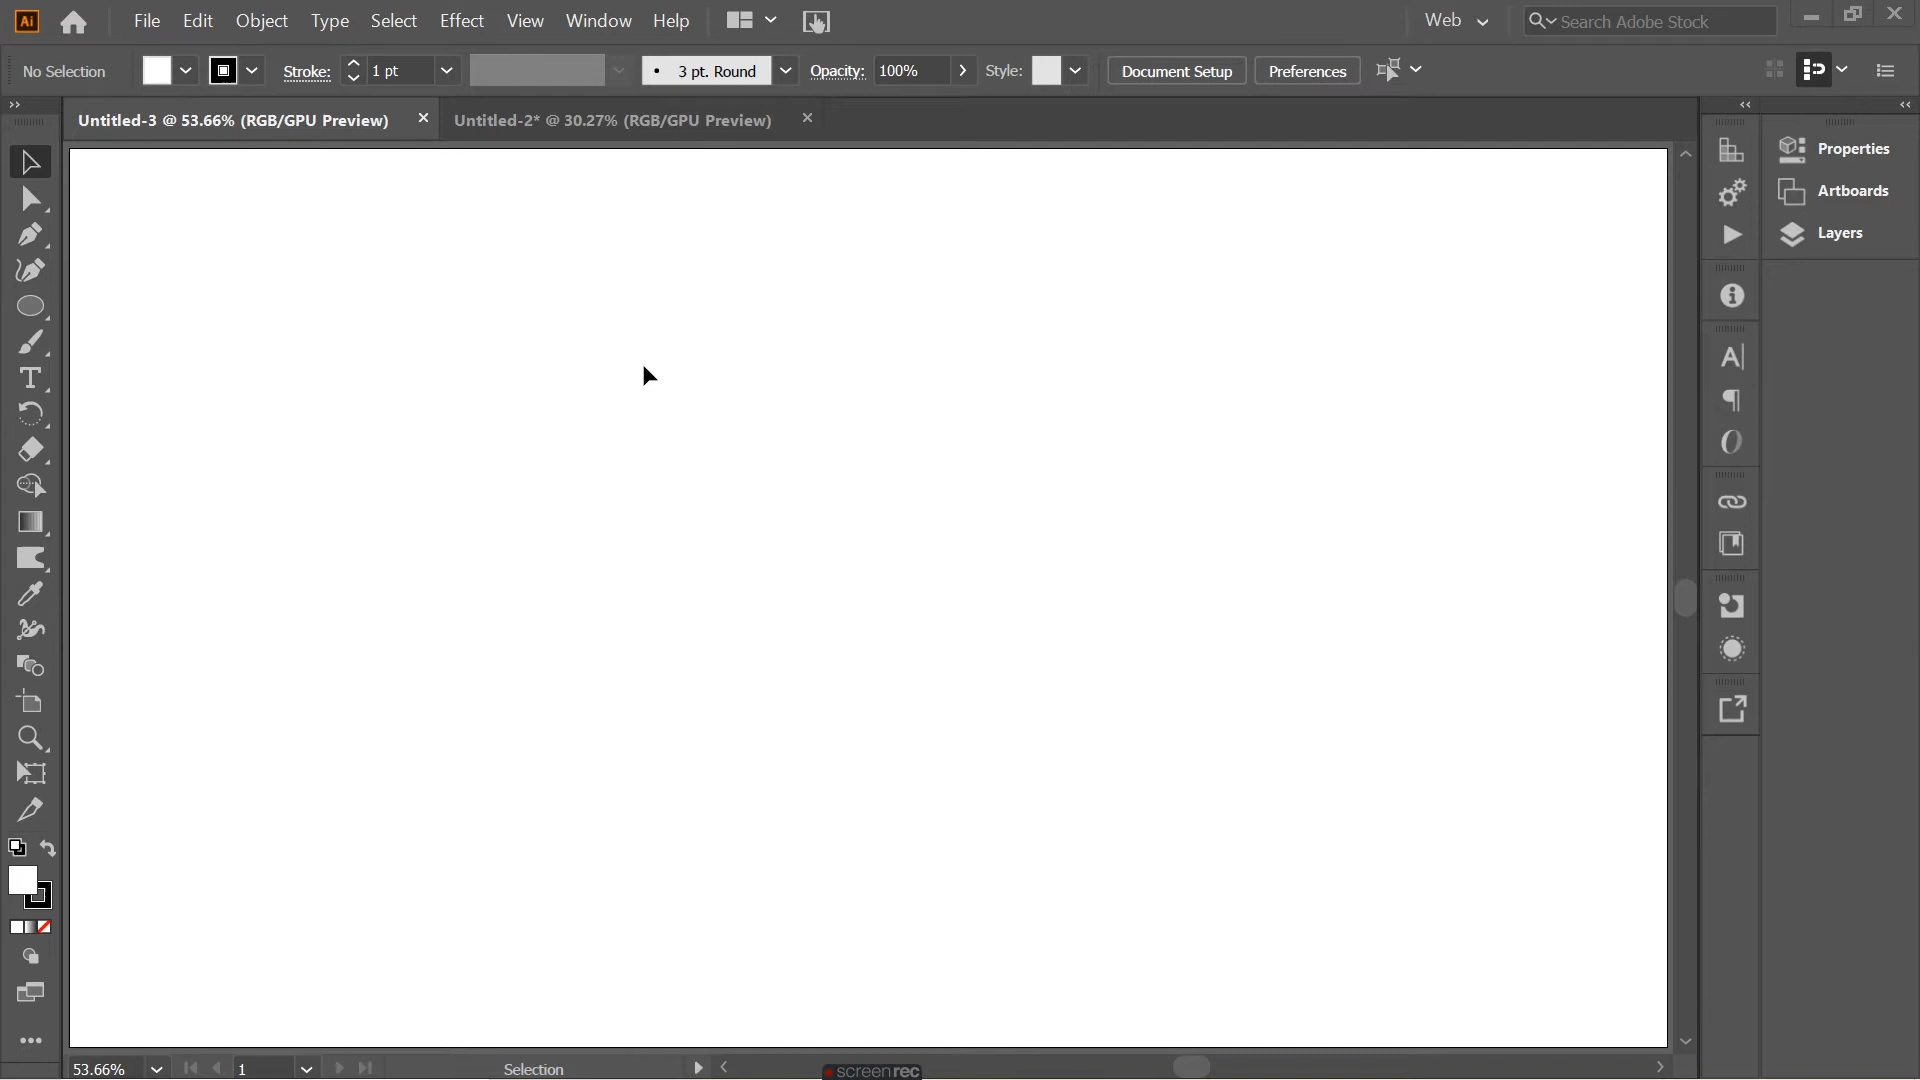 Ai File Edit Object Type Select Effect View Window Help Web Search Adobe Stock
No Selection Stroke: 1 pt 3 pt. Round Opacity: 100% Style: Document Setup Preferences
Untitled-3 @ 53.66% (RGB/GPU Preview) Untitled-2* @ 30.27% (RGB/GPU Preview)
Properties
Artboards
Layers
53.66% 1 Selection screenrec